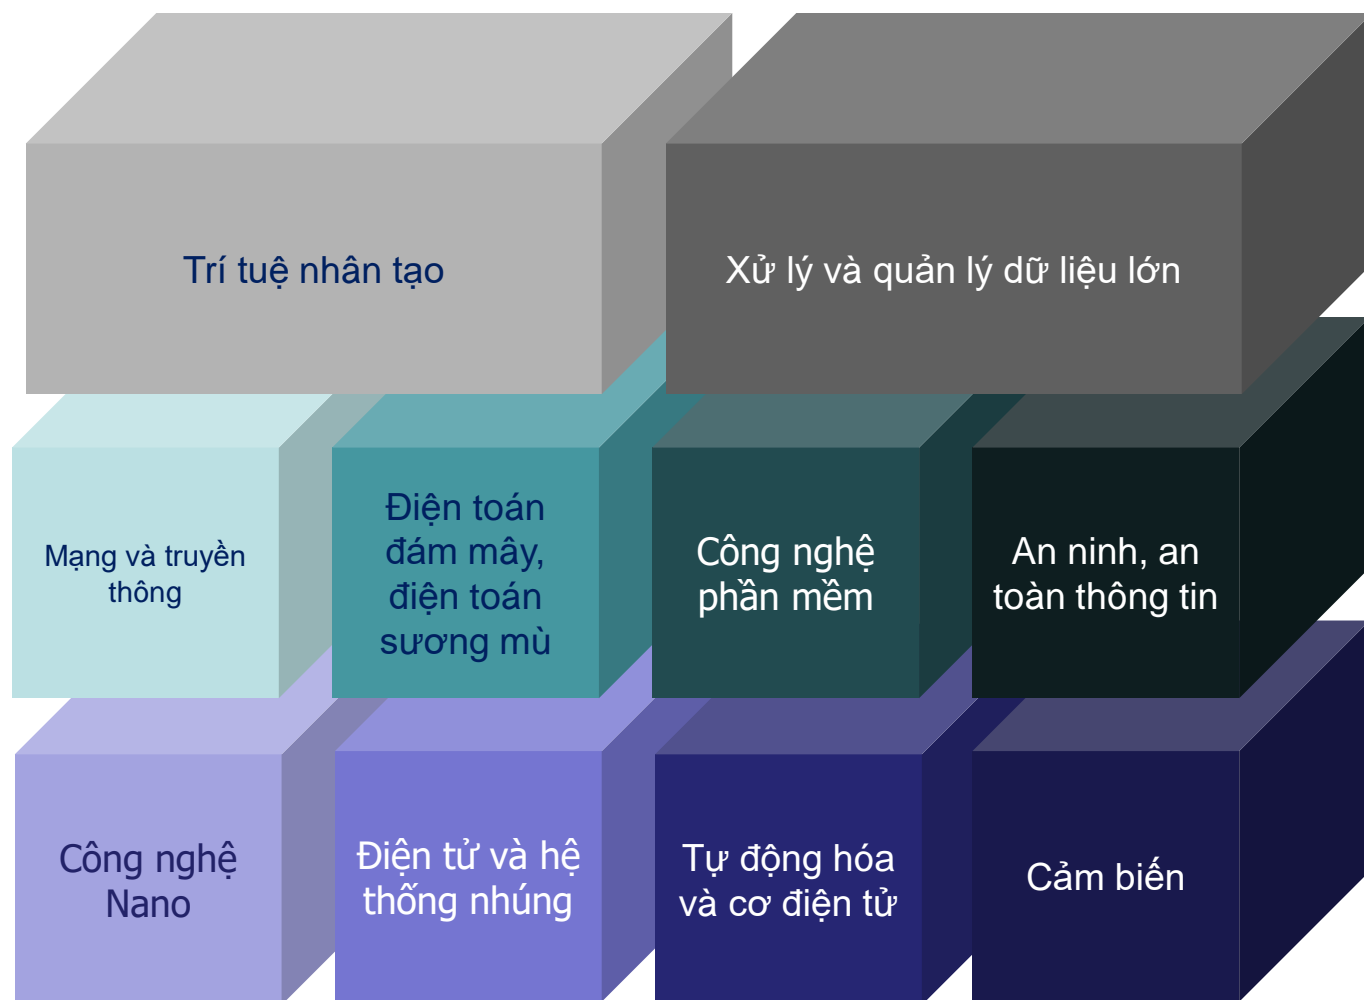 Trí tuệ nhân tạo
Xử lý và quản lý dữ liệu lớn
Mạng và truyền
thông
Điện toán
đám mây,
điện toán
sương mù
Công nghệ
phần mềm
An ninh, an
toàn thông tin
Công nghệ
Nano
Điện tử và hệ
thống nhúng
Tự động hóa
và cơ điện tử
Cảm biến